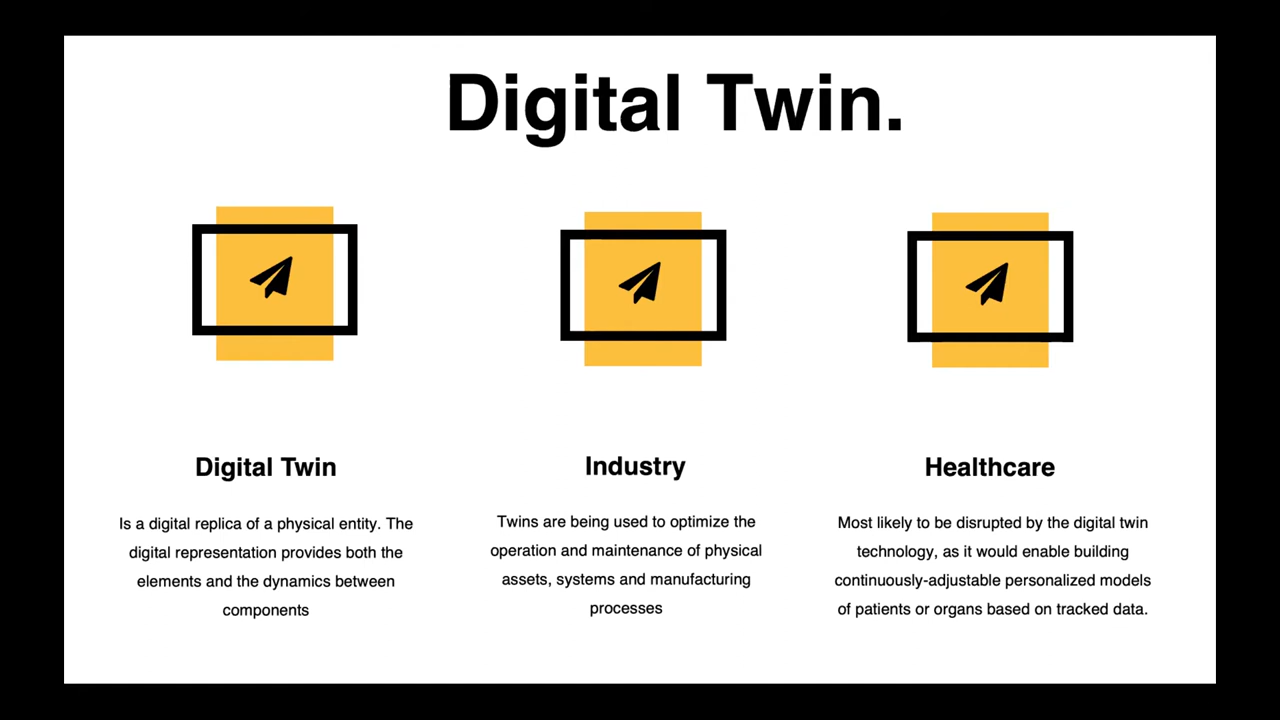 Digital Twin.
Digital Twin
Is a digital replica of a physical entity. The
digital representation provides both the
elements and the dynamics between
components
Industry
Twins are being used to optimize the
operation and maintenance of physical
assets, systems and manufacturing
processes
Healthcare
Most likely to be disrupted by the digital twin
technology, as it would enable building
continuously-adjustable personalized models
of patients or organs based on tracked data.